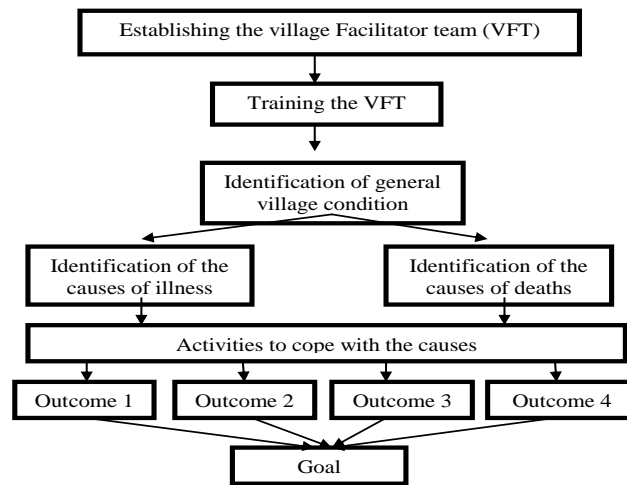 Establishing the village Facilitator team (VFT)
Training the VFT
Identification of general
village condition
Identification of the
causes of illness
Identification of the
causes of deaths
Activities to cope with the causes
Outcome 1
Outcome 2
Outcome 3
Outcome 4
Goal